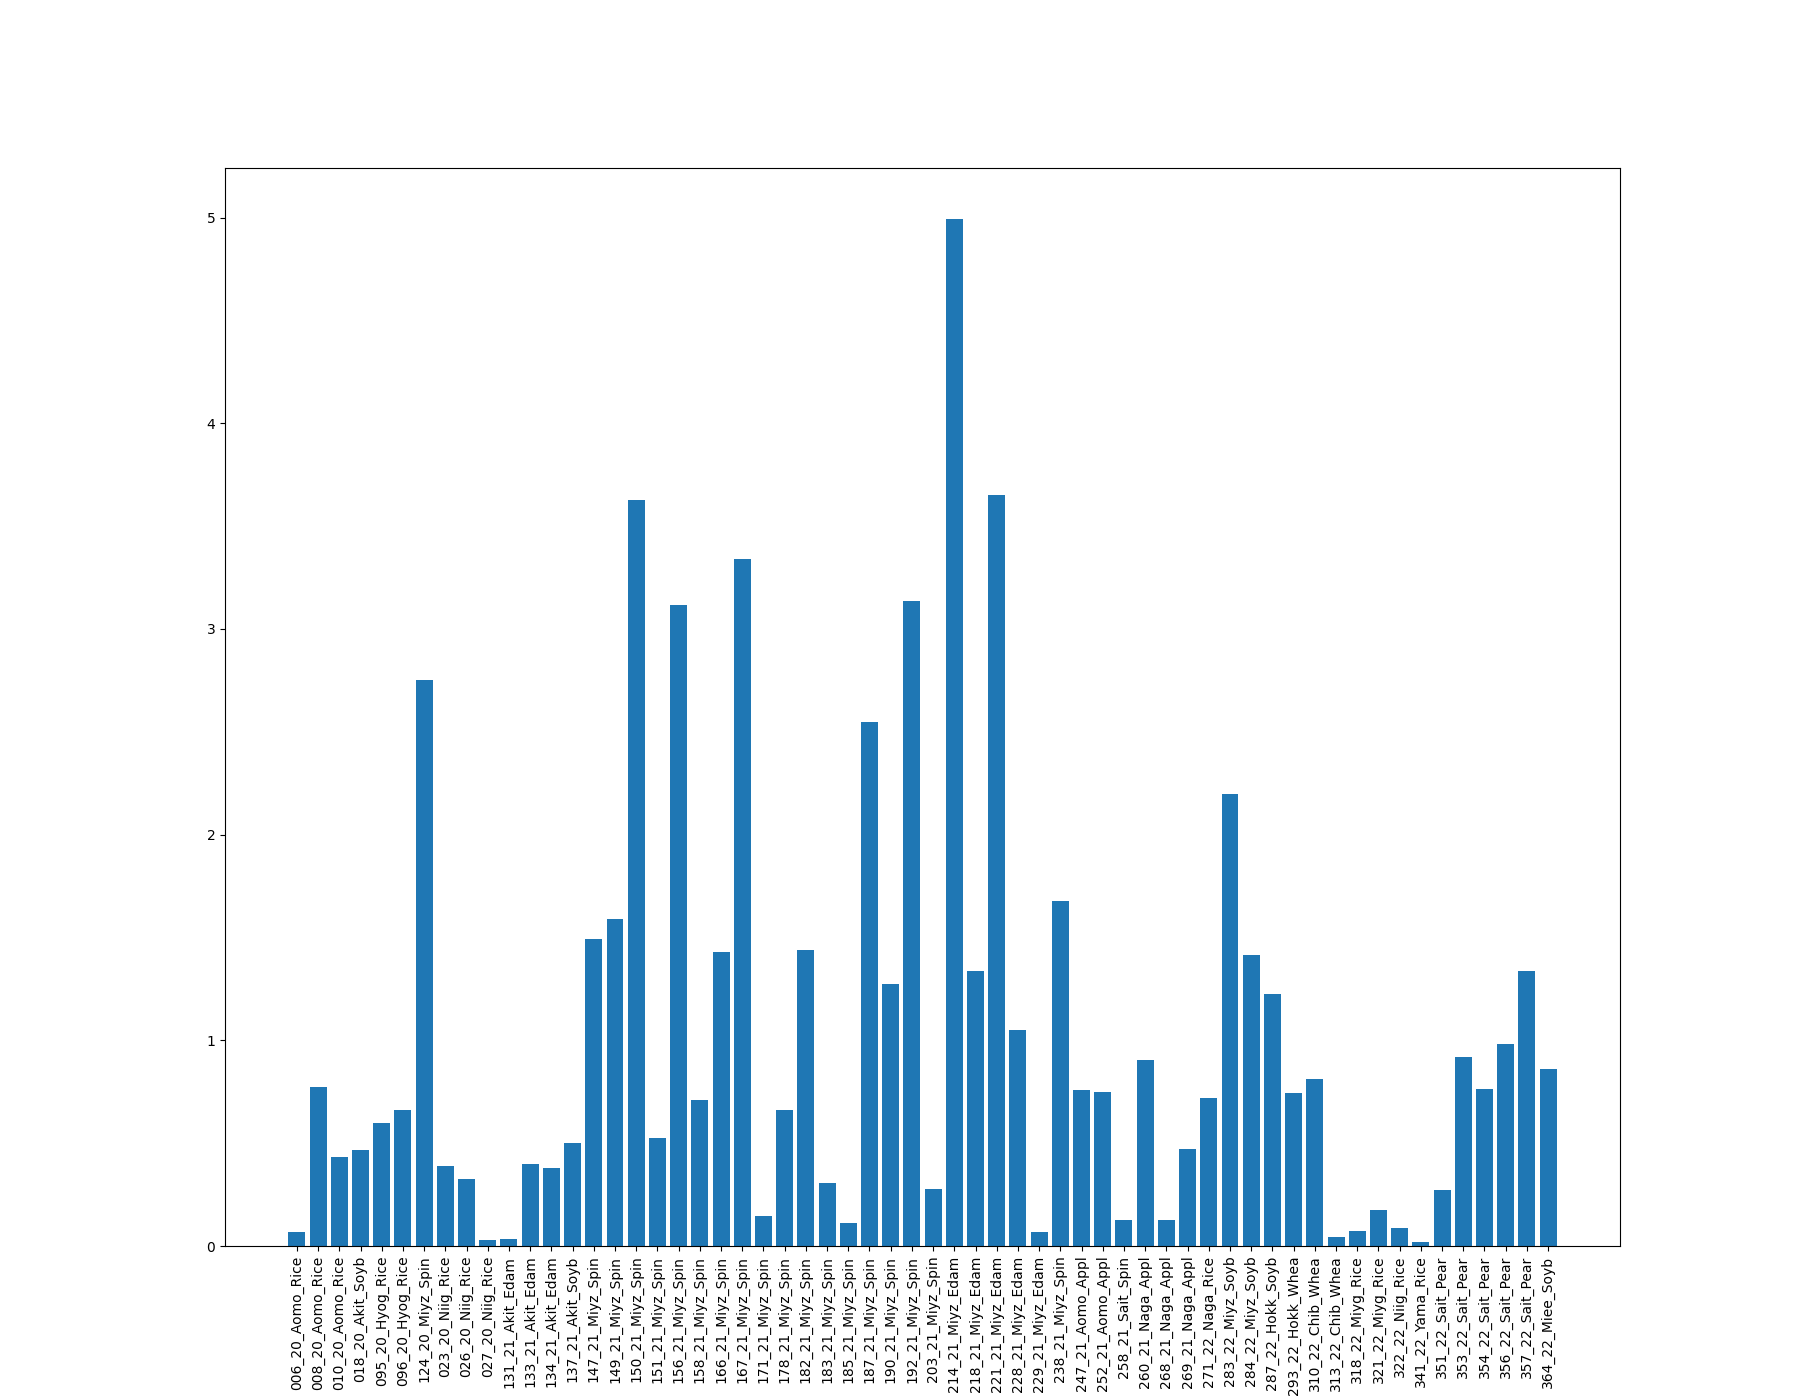 5
4
3
2
1
0
006_20_Aomo_Rice
008_20_Aomo_Rice
010_20_Aomo_Rice
018_20_Akit_Soyb
095_20_Hyog_Rice
096_20_Hyog_Rice
124_20_Miyz_Spin
023_20_Niig_Rice
026_20_Niig_Rice
027_20_Niig_Rice
131_21_Akit_Edam
133_21_Akit_Edam
134_21_Akit_Edam
137_21_Akit_Soyb
147_21_Miyz_Spin
149_21_Miyz_Spin
150_21_Miyz_Spin
151_21_Miyz_Spin
156_21_Miyz_Spin
158_21_Miyz_Spin
166_21_Miyz_Spin
167_21_Miyz_Spin
171_21_Miyz_Spin
178_21_Miyz_Spin
182_21_Miyz_Spin
183_21_Miyz_Spin
185_21_Miyz_Spin
187_21_Miyz_Spin
190_21_Miyz_Spin
192_21_Miyz_Spin
203_21_Miyz_Spin
214_21_Miyz_Edam
218_21_Miyz_Edam
221_21_Miyz_Edam
228_21_Miyz_Edam
229_21_Miyz_Edam
238_21_Miyz_Spin
247_21_Aomo_Appl
252_21_Aomo_Appl
258_21_Sait_Spin
260_21_Naga_Appl
268_21_Naga_Appl
269_21_Naga_Appl
271_22_Naga_Rice
283_22_Miyz_Soyb
284_22_Miyz_Soyb
287_22_Hokk_Soyb
293_22_Hokk_Whea
310_22_Chib_Whea
313_22_Chib_Whea
318_22_Miyg_Rice
321_22_Miyg_Rice
322_22_Niig_Rice
341_22_Yama_Rice
351_22_Sait_Pear
353_22_Sait_Pear
354_22_Sait_Pear
356_22_Sait_Pear
357_22_Sait_Pear
364_22_Miee_Soyb